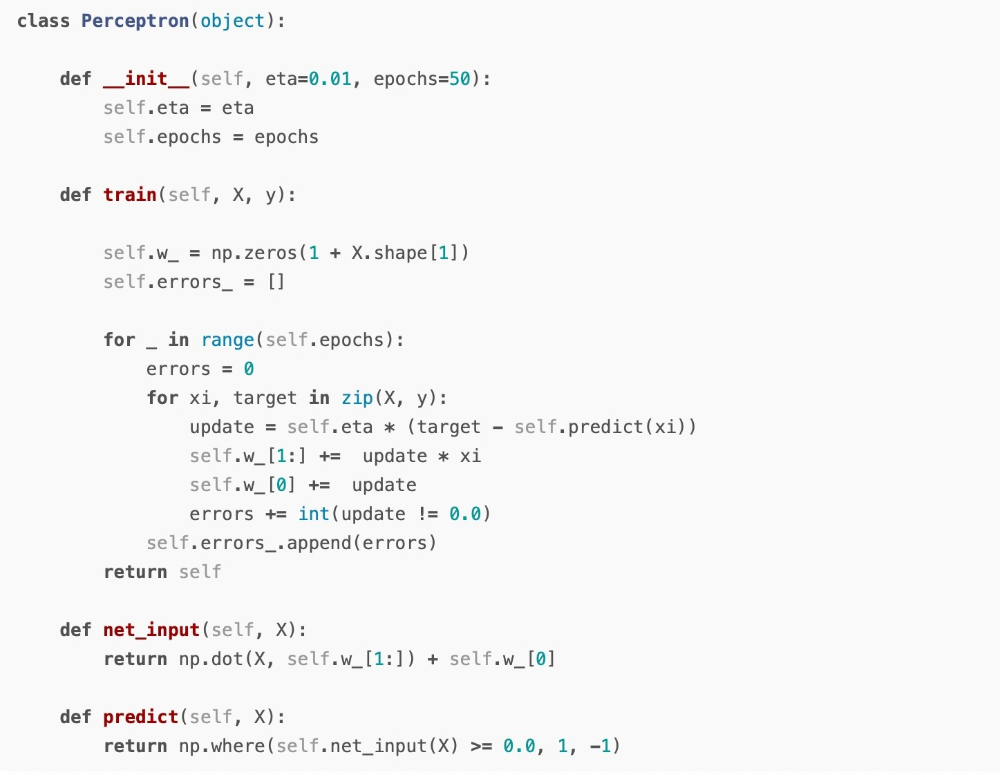 class Perceptron(object):
    def __init__(self, eta=0.01, epochs=50):
        self.eta = eta
        self.epochs = epochs
    def train(self, X, y):
        self.w_ = np.zeros(1 + X.shape[1])
        self.errors_ = []
        for _ in range(self.epochs):
            errors = 0
            for xi, target in zip(X, y):
                update = self.eta * (target - self.predict(xi))
                self.w_[1:] +=  update * xi
                self.w_[0] +=  update
                errors += int(update != 0.0)
            self.errors_.append(errors)
        return self
    def net_input(self, X):
        return np.dot(X, self.w_[1:]) + self.w_[0]
    def predict(self, X):
        return np.where(self.net_input(X) >= 0.0, 1, -1)